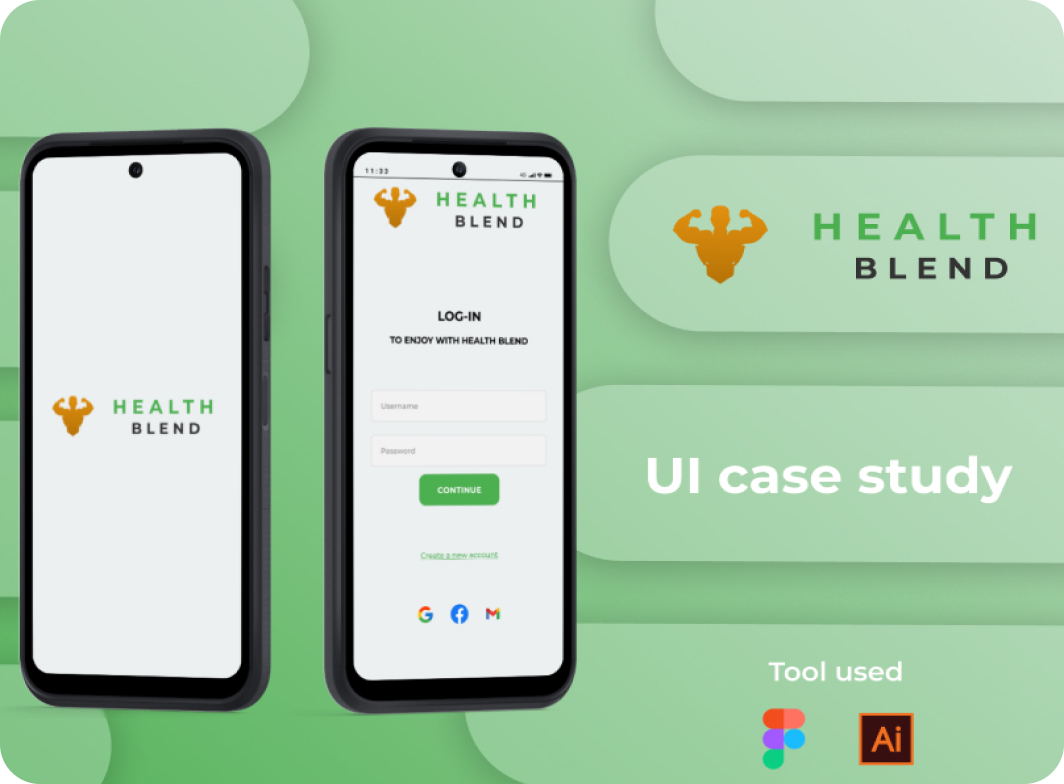 HEALTH
BLEND
11:33
4G
HEALTH
BLEND
LOG-IN
TO ENJOY WITH HEALTH BLEND
Username
Password
CONTINUE
Create a new account
HEALTH
BLEND
UI case study
Tool used
Ai